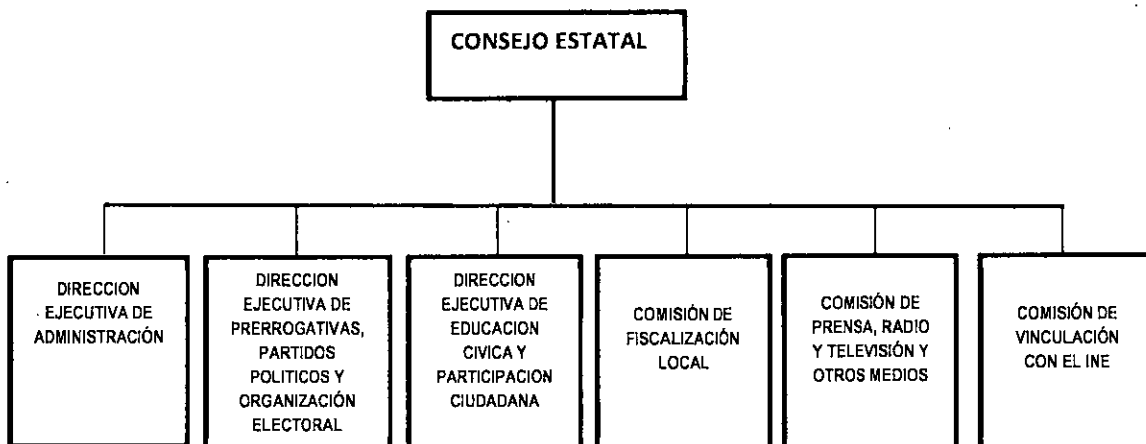 CONSEJO ESTATAL
DIRECCION
EJECUTIVA DE
ADMINISTRACIÓN
DIRECCION
EJECUTIVA DE
PRERROGATIVAS,
PARTIDOS
POLITICOS Y
ORGANIZACIÓN
ELECTORAL
DIRECCION
EJECUTIVA DE
EDUCACION
CIVICA Y
PARTICIPACION
CIUDADANA
COMISIÓN DE
FISCALIZACIÓN
LOCAL
COMISIÓN DE
PRENSA, RADIO
Y TELEVISIÓN Y
OTROS MEDIOS
COMISIÓN DE
VINCULACIÓN
CON EL INE